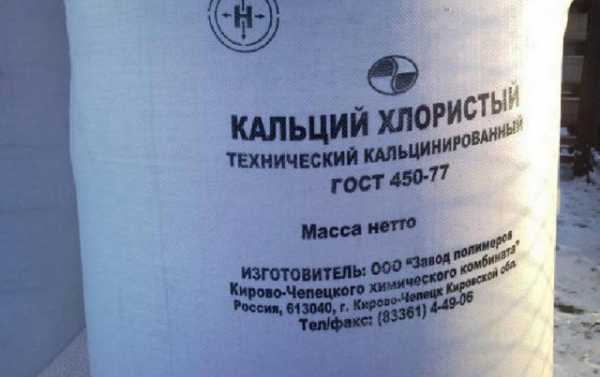 Н
КАЛЬЦИЙ ХЛОРИСТЫЙ
ТЕХНИЧЕСКИЙ КАЛЬЦИНИРОВАННЫЙ
ГОСТ 450-77
Масса нетто
ИЗГОТОВИТЕЛЬ: ООО "Завод полимеров
Кирово-Чепецкого химического комбината"
Россия, 613040, г. Кирово-Чепецк Кировской обл.
Тел/факс: (83361) 4-49-06